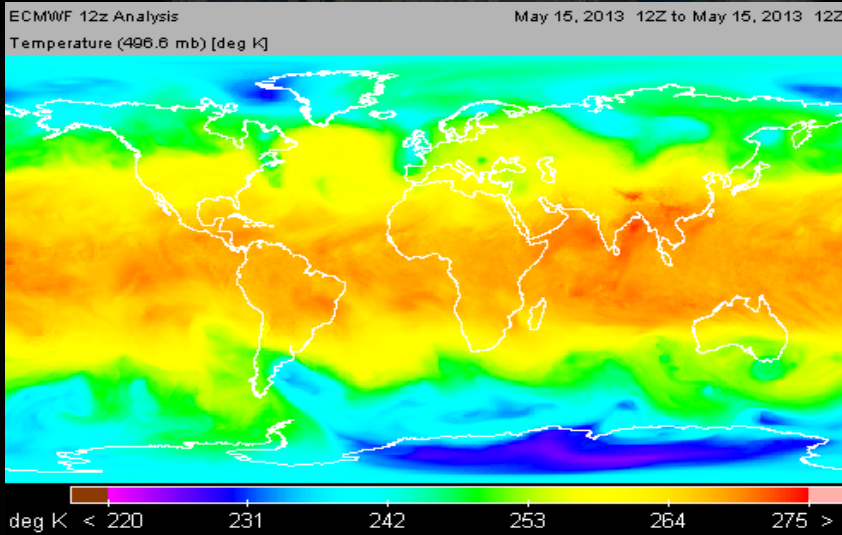 ECMWF 12z Analysis May 15, 2013 12Z to May 15, 2013 12Z
Temperature (496.6 mb) [deg K]
deg K < 220 231 242 253 264 275 >